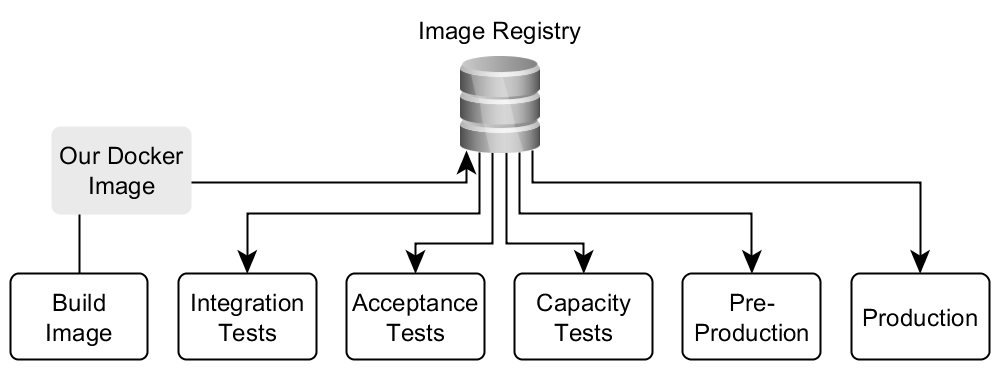 Image Registry
Our Docker
Image
Build
Image
Integration
Tests
Acceptance
Tests
Capacity
Tests
Pre-
Production
Production